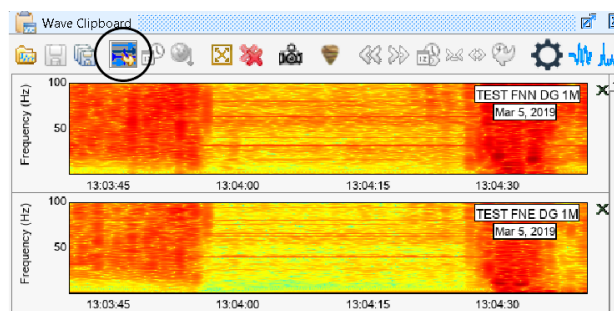 Wave Clipboard
100
50
Frequency (Hz)
TEST FNN DG 1M
Mar 5, 2019
13:03:45 13:04:00 13:04:15 13:04:30
100
50
Frequency (Hz)
TEST FNE DG 1M
Mar 5, 2019
13:03:45 13:04:00 13:04:15 13:04:30